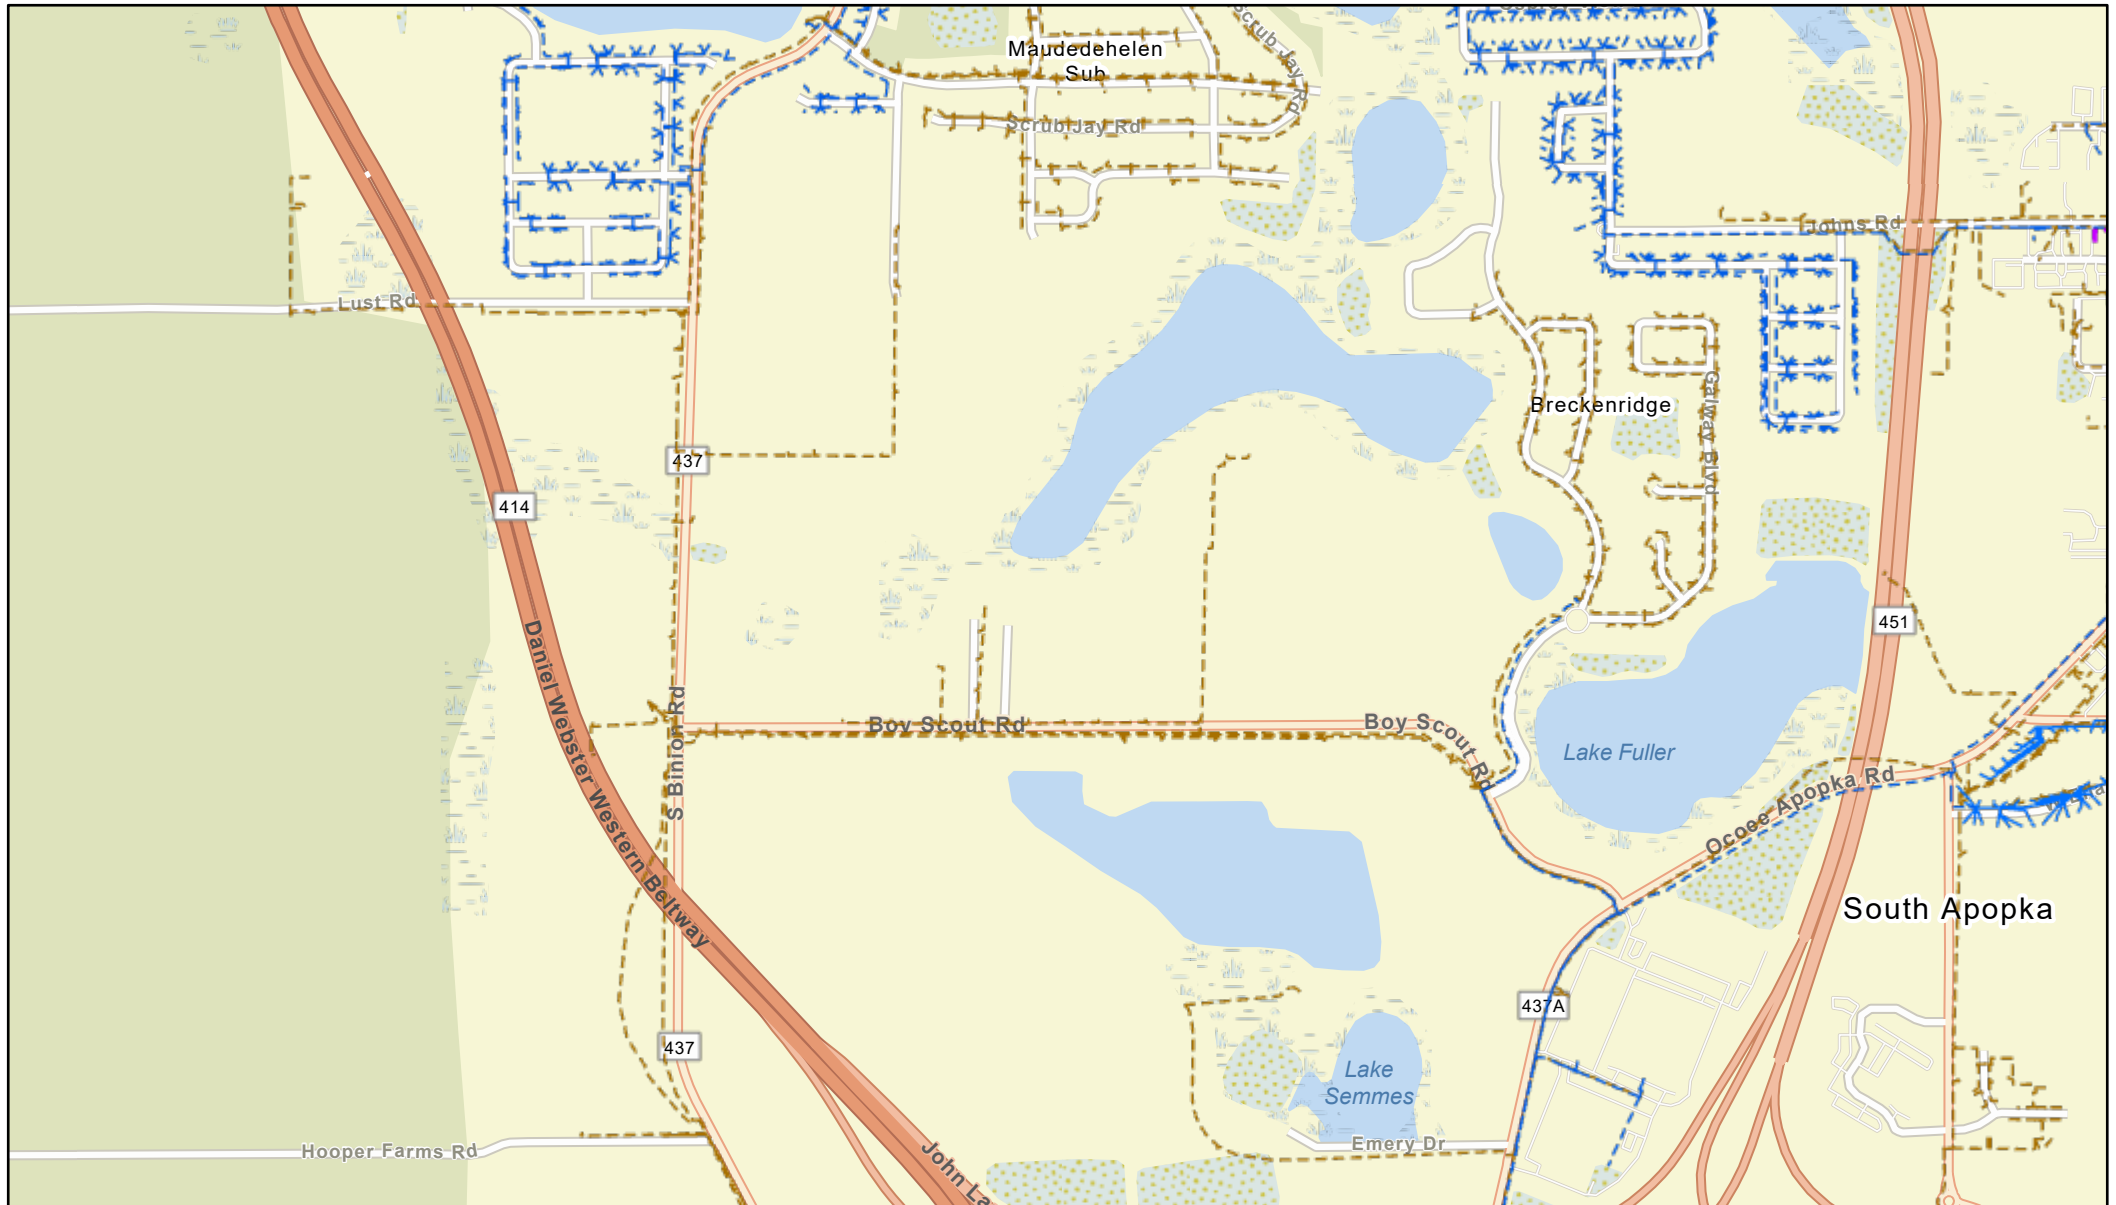 Maudedehelen
Sub
Scrub Jay Rd
Scrub Jay Rd
Johns Rd
Lust Rd
Breckenridge
Galway Blvd
437
414
451
Daniel Webster Western Beltway
S Binion Rd
Boy Scout Rd
Boy Scout Rd
Lake Fuller
Ocoee Apopka Rd
South Apopka
437A
437
Lake
Semmes
Emery Dr
Hooper Farms Rd
John La